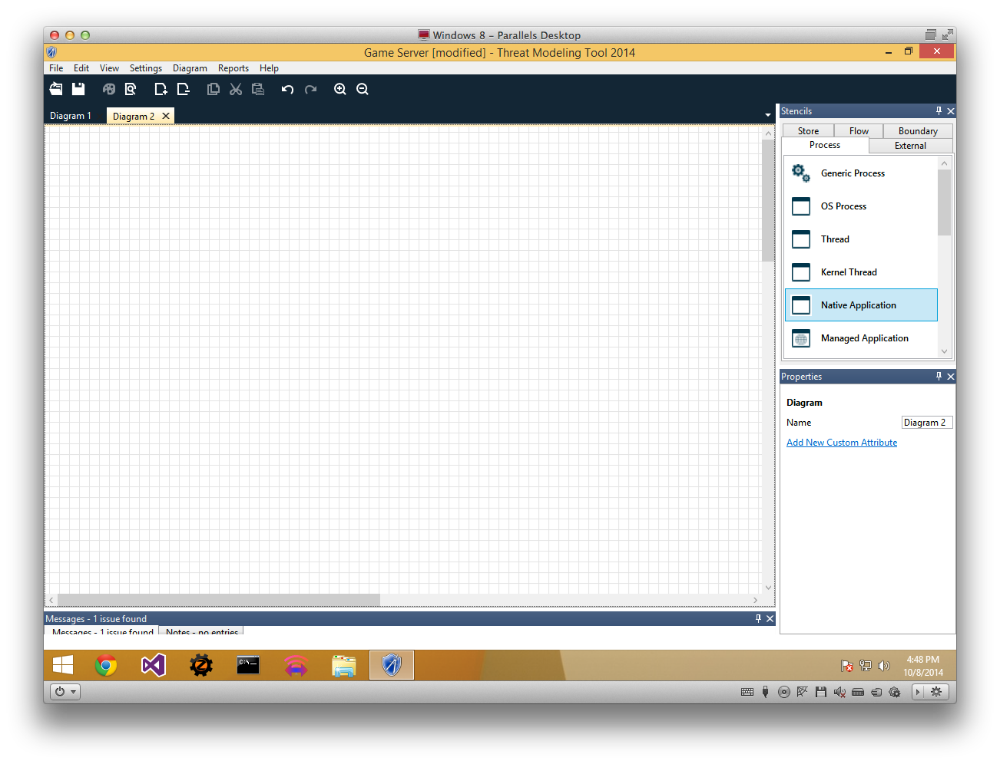 Windows 8 - Parallels Desktop
Game Server [modified] - Threat Modeling Tool 2014
File Edit View Settings Diagram Reports Help
Diagram 1 Diagram 2
Stencils
Store Flow Boundary
Process External
Generic Process
OS Process
Thread
Kernel Thread
Native Application
Managed Application
Properties
Diagram
Name Diagram 2
Add New Custom Attribute
Messages - 1 issue found
Messages - 1 issue found Notes - no entries
C:\
4:48 PM
10/8/2014